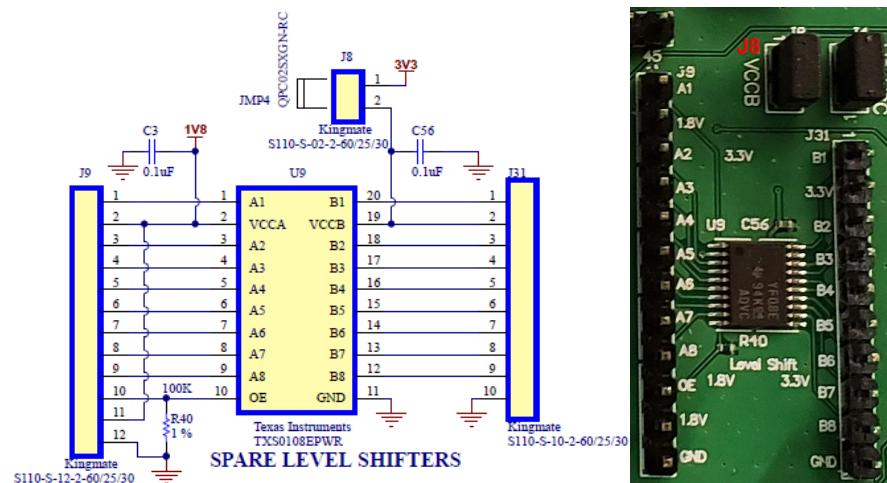 J8
3V3
1
2
JMP4
QPC02SXGN-RC
Kingmate
S110-S-02-2-60/25/30
C3
0.1uF
1V8
C56
0.1uF
J9
U9
J31
1
2
3
4
5
6
7
8
9
10
11
12
1
2
3
4
5
6
7
8
9
10
A1
VCCA
A2
A3
A4
A5
A6
A7
A8
OE
B1
VCCB
B2
B3
B4
B5
B6
B7
B8
GND
20
19
18
17
16
15
14
13
12
11
1
2
3
4
5
6
7
8
9
10
100K
R40
1 %
Texas Instruments
TXS0108EPWR
Kingmate
S110-S-12-2-60/25/30
Kingmate
S110-S-10-2-60/25/30
SPARE LEVEL SHIFTERS
45
J9
A1
1.8V
A2
A3
A4
A5
A6
A7
A8
OE
1.8V
GND
J8
VCCB
J31
1
B1
3.3V
3.3V
B2
B3
B4
B5
B6
B7
B8
GND
U9
C56
YF08E
94K
R40
Level Shift
1.8V
3.3V